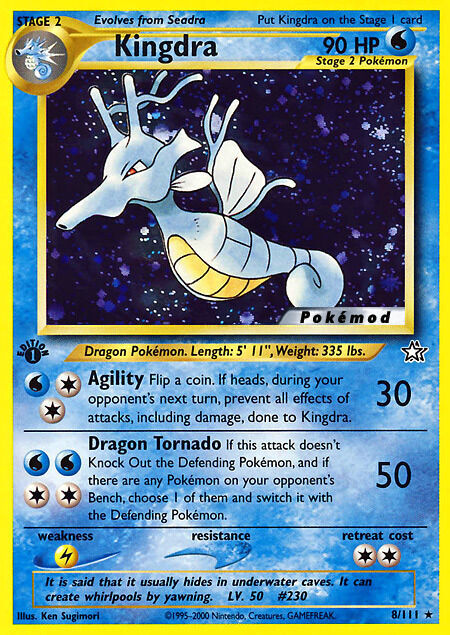 STAGE 2 Evolves from Seadra Put Kingdra on the Stage 1 card
Kingdra 90 HP
Stage 2 Pokémon
Pokémod
EDITION
1
Dragon Pokémon. Length: 5' 11", Weight: 335 lbs.
Agility Flip a coin. If heads, during your
opponent's next turn, prevent all effects of
attacks, including damage, done to Kingdra.
30
Dragon Tornado If this attack doesn't
Knock Out the Defending Pokémon, and if
there are any Pokémon on your opponent's
Bench, choose 1 of them and switch it with
the Defending Pokémon.
50
weakness resistance retreat cost
It is said that it usually hides in underwater caves. It can
create whirlpools by yawning. LV. 50 #230
Illus. Ken Sugimori ©1995-2000 Nintendo, Creatures, GAMEFREAK. 8/111 ★